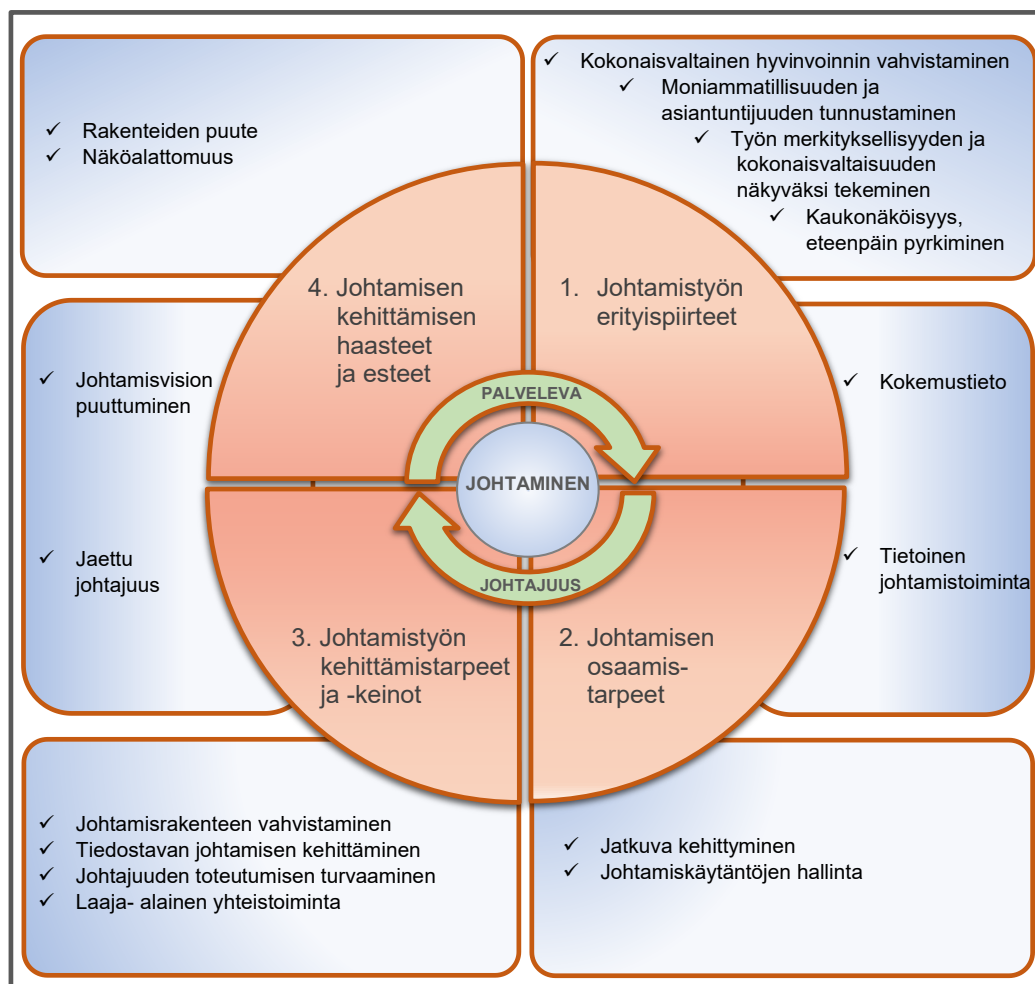 ✓ Rakenteiden puute
✓ Näköalattomuus
✓ Kokonaisvaltainen hyvinvoinnin vahvistaminen
✓ Moniammatillisuuden ja
asiantuntijuuden tunnustaminen
✓ Työn merkityksellisyyden ja
kokonaisvaltaisuuden
näkyväksi tekeminen
✓ Kaukonäköisyys,
eteenpäin pyrkiminen
4. Johtamisen
kehittämisen
haasteet
ja esteet
1. Johtamistyön
erityispiirteet
✓ Johtamisvision
puuttuminen
✓ Kokemustieto
PALVELEVA
JOHTAMINEN
JOHTAJUUS
✓ Jaettu
johtajuus
✓ Tietoinen
johtamistoiminta
3. Johtamistyön
kehittämistarpeet
ja -keinot
2. Johtamisen
osaamis-
tarpeet
✓ Johtamisrakenteen vahvistaminen
✓ Tiedostavan johtamisen kehittäminen
✓ Johtajuuden toteutumisen turvaaminen
✓ Laaja- alainen yhteistoiminta
✓ Jatkuva kehittyminen
✓ Johtamiskäytäntöjen hallinta